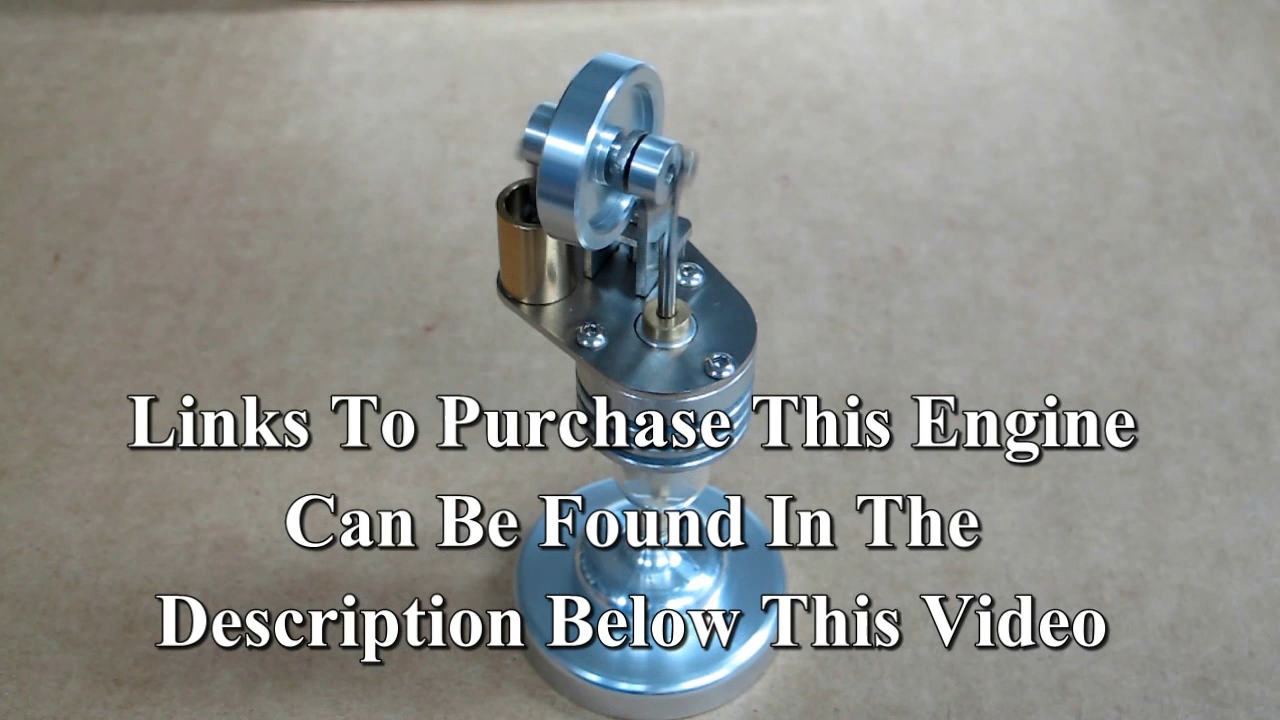 Links To Purchase This Engine
Can Be Found In The
Description Below This Video